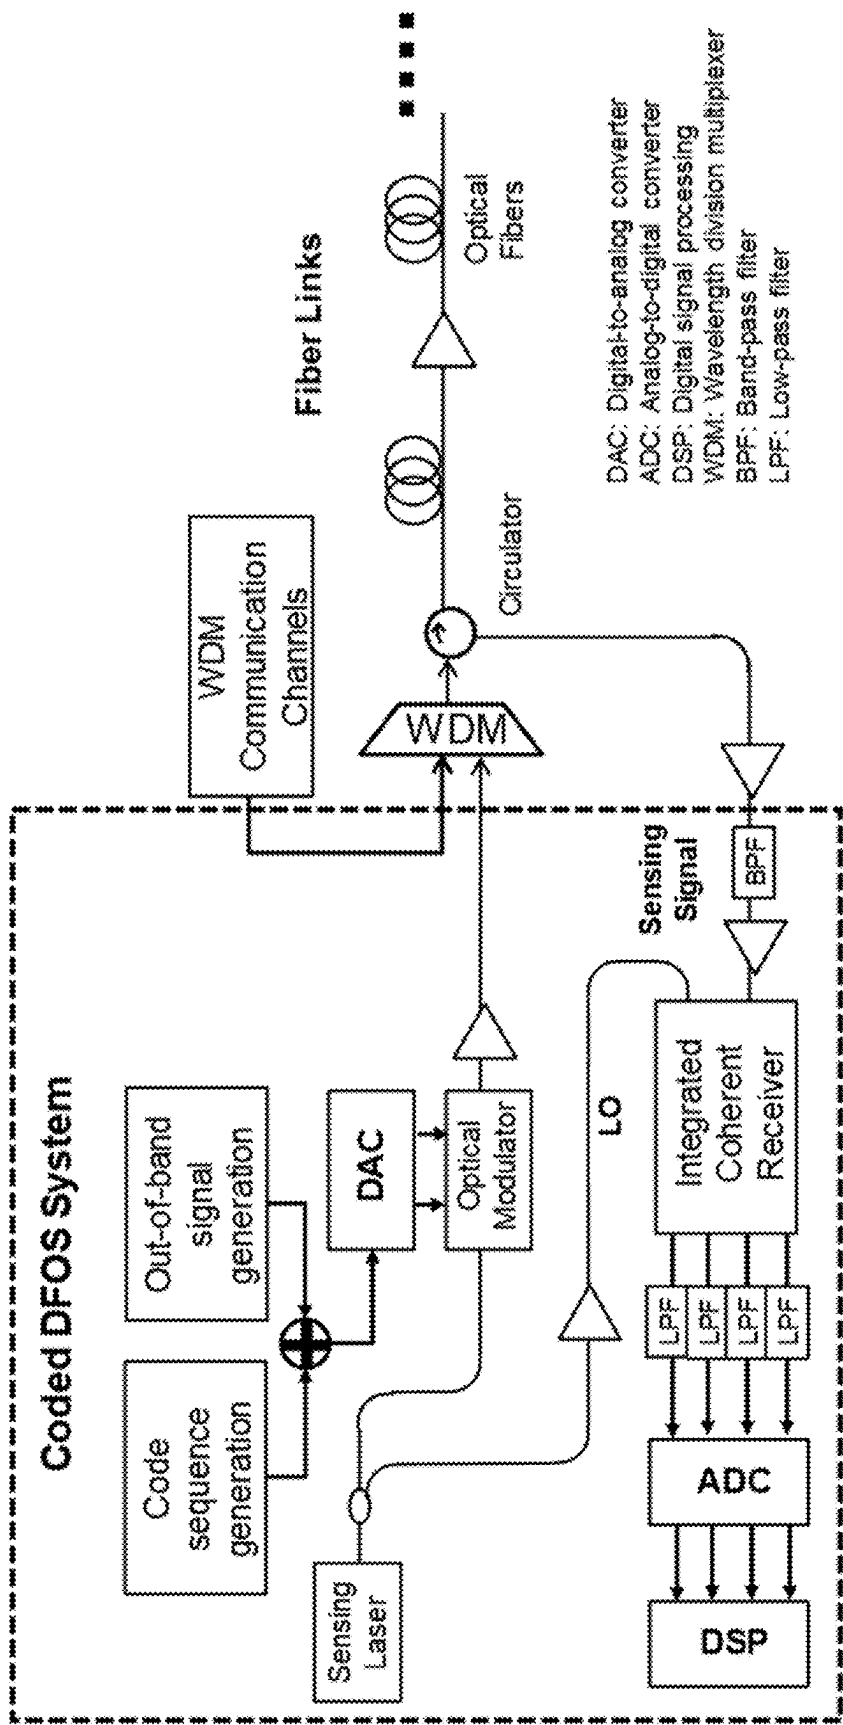 Coded DFOS System
Code
sequence
generation
Out-of-band
signal
generation
WDM
Communication
Channels
Fiber Links
Sensing
Laser
DAC
Optical
Modulator
WDM
Circulator
Optical
Fibers
LO
Sensing
Signal
DSP
ADC
LPF
LPF
LPF
LPF
Integrated
Coherent
Receiver
BPF
DAC: Digital-to-analog converter
ADC: Analog-to-digital converter
DSP: Digital signal processing
WDM: Wavelength division multiplexer
BPF: Band-pass filter
LPF: Low-pass filter